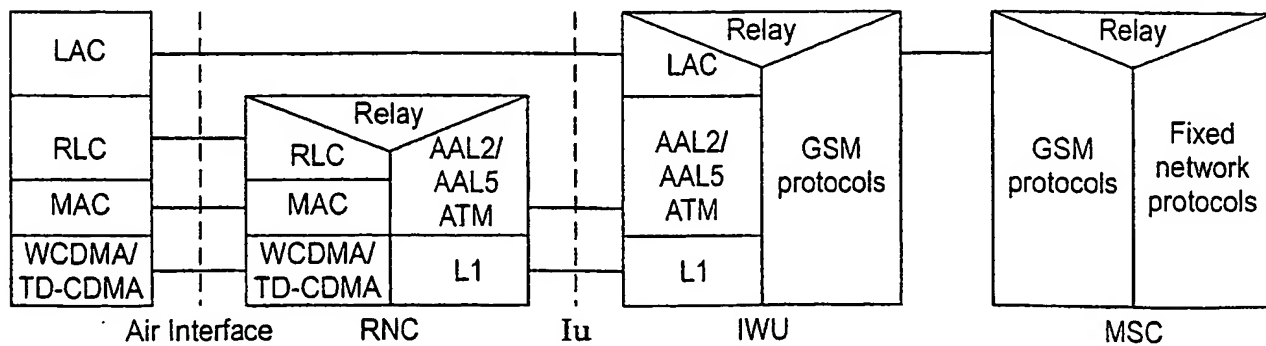 LAC
RLC
MAC
WCDMA/
TD-CDMA
Air Interface
Relay
RLC
MAC
WCDMA/
TD-CDMA
AAL2/
AAL5
ATM
L1
RNC
Iu
Relay
LAC
AAL2/
AAL5
ATM
L1
GSM
protocols
IWU
Relay
GSM
protocols
Fixed
network
protocols
MSC